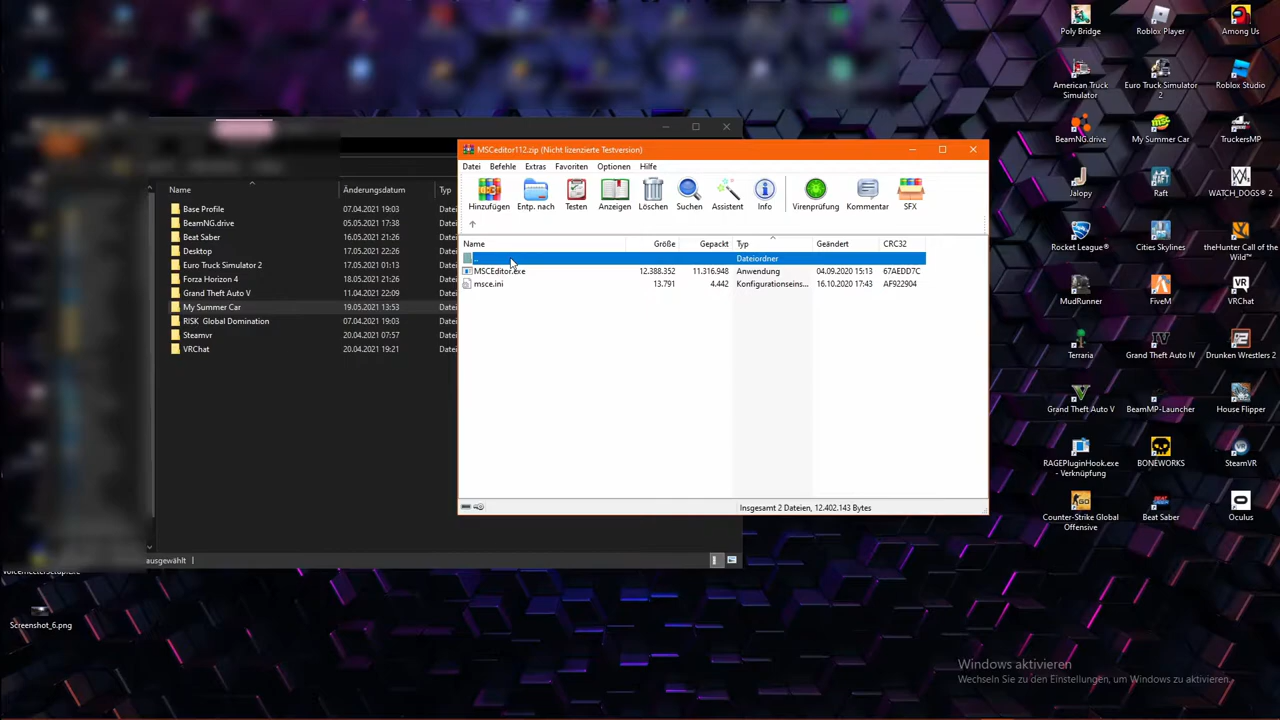 MSCeditor112.zip (Nicht lizenzierte Testversion)
Datei Befehle Extras Favoriten Optionen Hilfe
Hinzufügen Entp. nach Testen Anzeigen Löschen Suchen Assistent Info Virenprüfung Kommentar SFX
Name Größe Gepackt Typ Geändert CRC32
.. Dateiordner
MSCEditor.exe 12.388.352 11.316.948 Anwendung 04.09.2020 15:13 67AEDD7C
msce.ini 13.791 4.442 Konfigurationseins... 16.10.2020 17:43 AF922904
Insgesamt 2 Dateien, 12.402.143 Bytes
Name Änderungsdatum Typ
Base Profile 07.04.2021 19:03 Datei
BeamNG.drive 05.05.2021 17:38 Datei
Beat Saber 16.05.2021 21:26 Datei
Desktop 17.05.2021 22:26 Datei
Euro Truck Simulator 2 17.05.2021 01:13 Datei
Forza Horizon 4 18.05.2021 21:26 Datei
Grand Theft Auto V 11.04.2021 22:09 Datei
My Summer Car 19.05.2021 13:53 Datei
RISK Global Domination 07.04.2021 19:03 Datei
Steamvr 20.04.2021 07:57 Datei
VRChat 20.04.2021 19:21 Datei
ausgewählt
Screenshot_6.png
Poly Bridge
Roblox Player
Among Us
American Truck
Simulator
Euro Truck Simulator
2
Roblox Studio
BeamNG.drive
My Summer Car
TruckersMP
Jalopy
Raft
WATCH_DOGS® 2
Rocket League®
Cities Skylines
theHunter Call of the
Wild™
MudRunner
FiveM
VRChat
Terraria
Grand Theft Auto IV
Drunken Wrestlers 2
Grand Theft Auto V
BeamMP-Launcher
House Flipper
RAGEPluginHook.exe
- Verknüpfung
BONEWORKS
SteamVR
Counter-Strike Global
Offensive
Beat Saber
Oculus
Windows aktivieren
Wechseln Sie zu den Einstellungen, um Windows zu aktivieren.